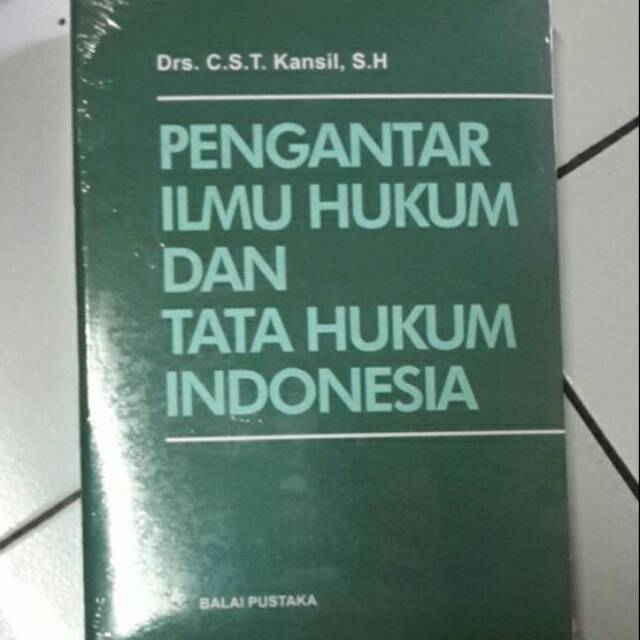 Drs. C.S.T. Kansil, S.H
PENGANTAR
ILMU HUKUM
DAN
TATA HUKUM
INDONESIA
BALAI PUSTAKA